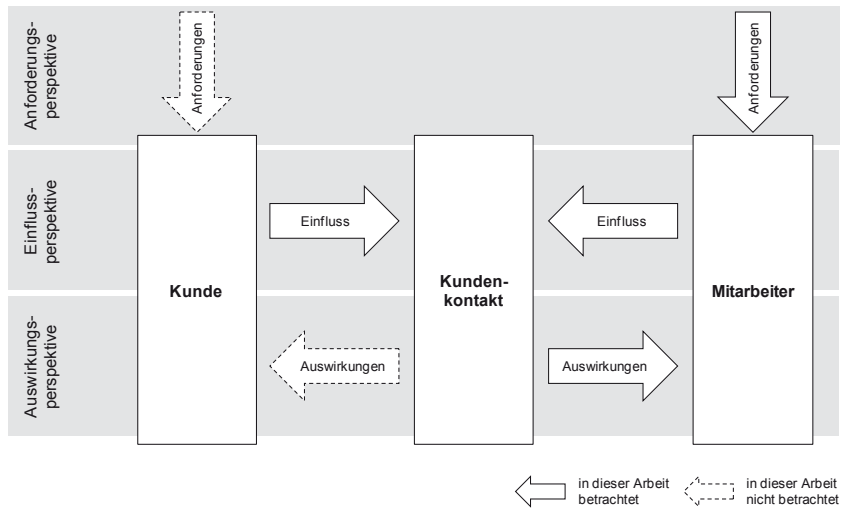 Anforderungs-
perspektive
Anforderungen
Anforderungen
Einfluss-
perspektive
Einfluss
Einfluss
Kunde
Kunden-
kontakt
Mitarbeiter
Auswirkungs-
perspektive
Auswirkungen
Auswirkungen
in dieser Arbeit
betrachtet
in dieser Arbeit
nicht betrachtet